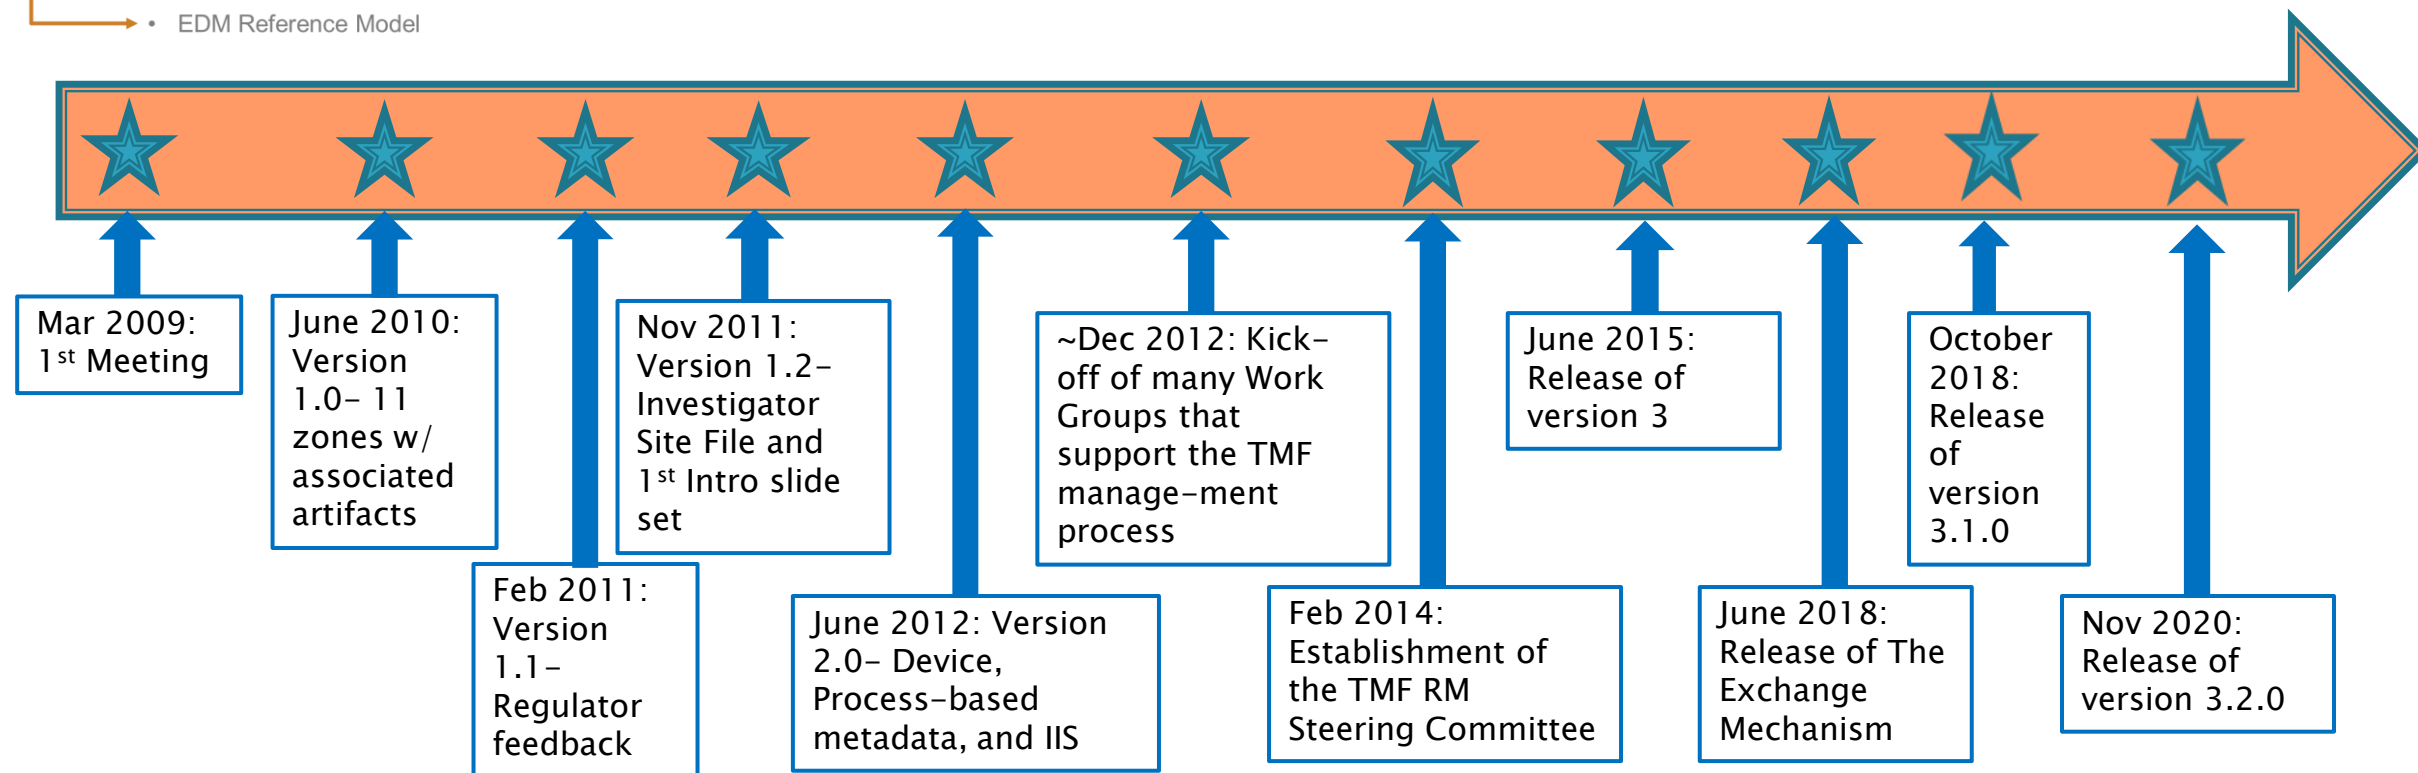 • EDM Reference Model
Mar 2009:
1st Meeting
June 2010:
Version
1.0- 11
zones w/
associated
artifacts
Feb 2011:
Version
1.1-
Regulator
feedback
Nov 2011:
Version 1.2-
Investigator
Site File and
1st Intro slide
set
June 2012: Version
2.0- Device,
Process-based
metadata, and IIS
~Dec 2012: Kick-
off of many Work
Groups that
support the TMF
manage-ment
process
Feb 2014:
Establishment of
the TMF RM
Steering Committee
June 2015:
Release of
version 3
June 2018:
Release of The
Exchange
Mechanism
October
2018:
Release
of
version
3.1.0
Nov 2020:
Release of
version 3.2.0